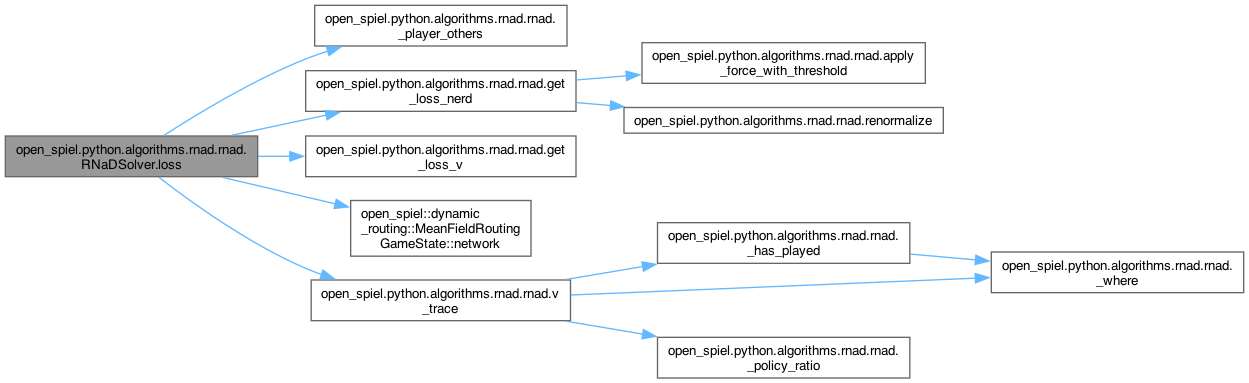 open_spiel.python.algorithms.rnad.rnad.
_player_others
open_spiel.python.algorithms.rnad.rnad.apply
_force_with_threshold
open_spiel.python.algorithms.rnad.rnad.get
_loss_nerd
open_spiel.python.algorithms.rnad.rnad.renormalize
open_spiel.python.algorithms.rnad.rnad.
RNaDSolver.loss
open_spiel.python.algorithms.rnad.rnad.get
_loss_v
open_spiel::dynamic
_routing::MeanFieldRouting
GameState::network
open_spiel.python.algorithms.rnad.rnad.
_has_played
open_spiel.python.algorithms.rnad.rnad.
_where
open_spiel.python.algorithms.rnad.rnad.v
_trace
open_spiel.python.algorithms.rnad.rnad.
_policy_ratio